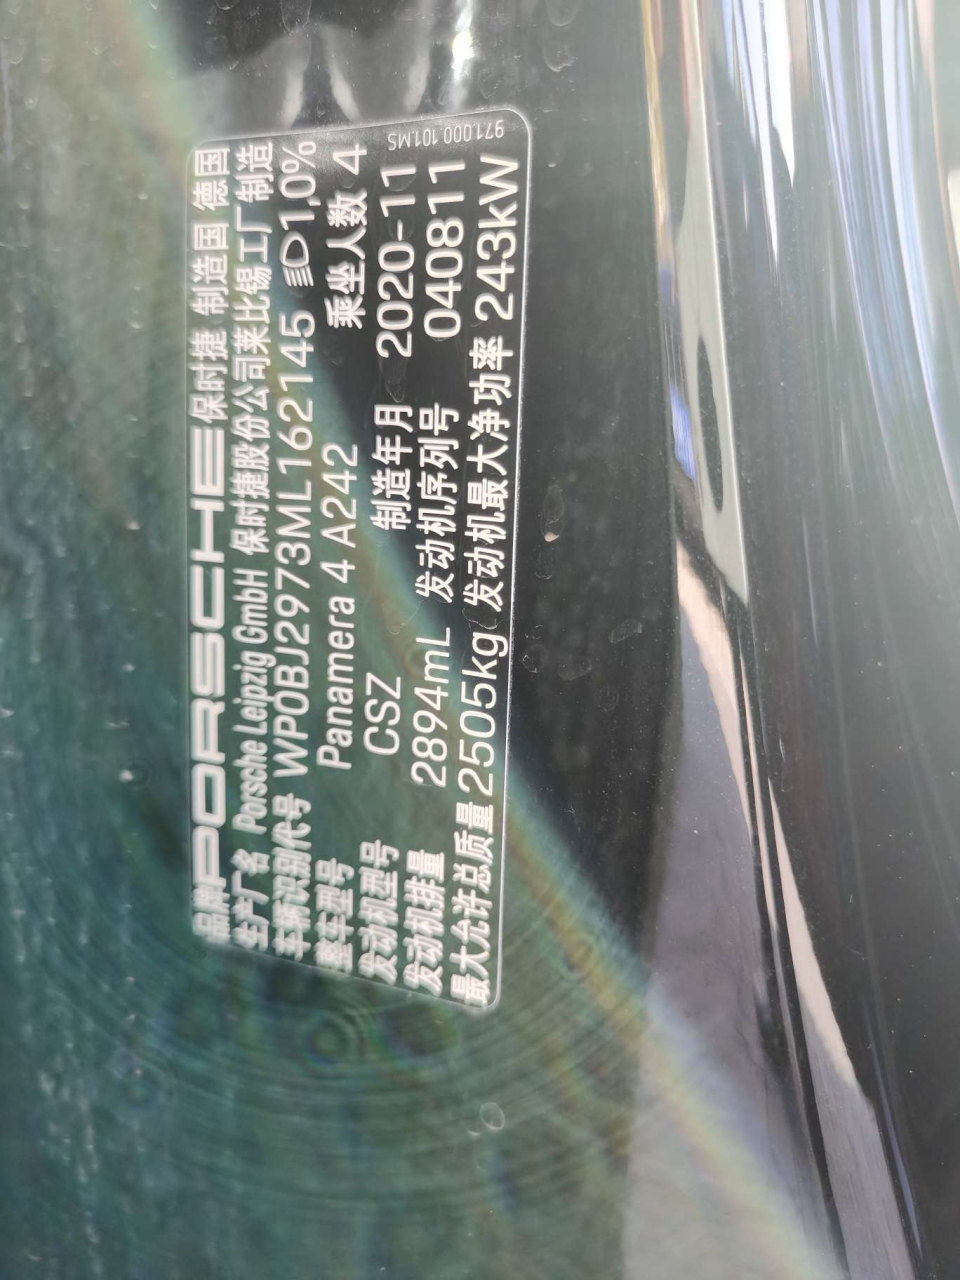 品牌 PORSCHE 保时捷 制造国 德国
生产厂名 Porsche Leipzig GmbH 保时捷股份公司莱比锡工厂制造
车辆识别代号 WP0BJ2973ML162145 1,0%
整车型号 Panamera 4 A242 乘坐人数 4
发动机型号 CSZ 制造年月 2020-11
发动机排量 2894mL 发动机序列号 040811
最大允许总质量 2505kg 发动机最大净功率 243kW
971.000.101.MS